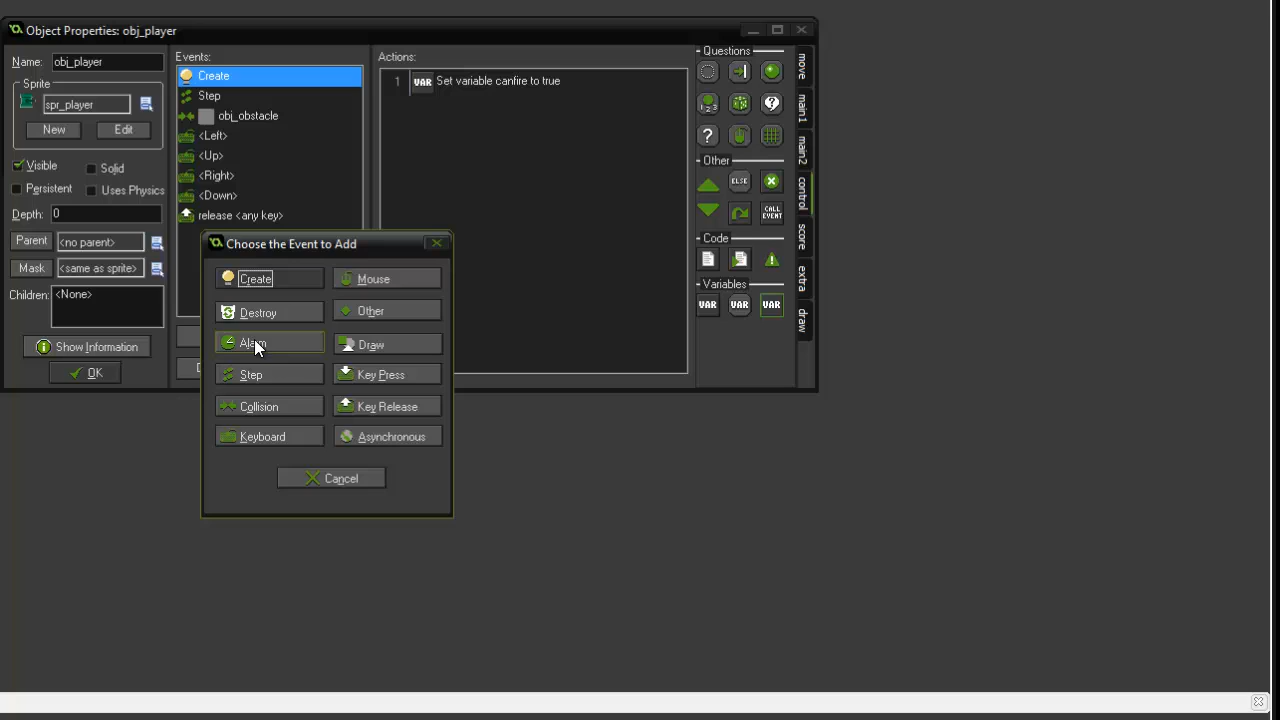 Object Properties: obj_player
Name: obj_player
Sprite
spr_player
New Edit
Visible Solid
Persistent Uses Physics
Depth: 0
Parent <no parent>
Mask <same as sprite>
Children: <None>
Show Information
OK
Events:
Create
Step
obj_obstacle
<Left>
<Up>
<Right>
<Down>
release <any key>
Actions:
1 VAR Set variable canfire to true
Questions
1 2 3 ?
?
Other
ELSE
CALL EVENT
Code
Variables
VAR VAR VAR
move
main1
main2
control
score
extra
draw
Choose the Event to Add
Create Mouse
Destroy Other
Alarm Draw
Step Key Press
Collision Key Release
Keyboard Asynchronous
Cancel